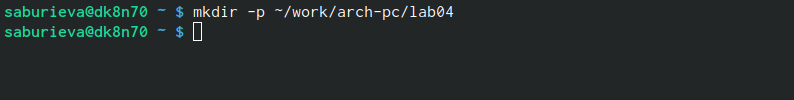 saburieva@dk8n70 ~ $ mkdir -p ~/work/arch-pc/lab04
saburieva@dk8n70 ~ $